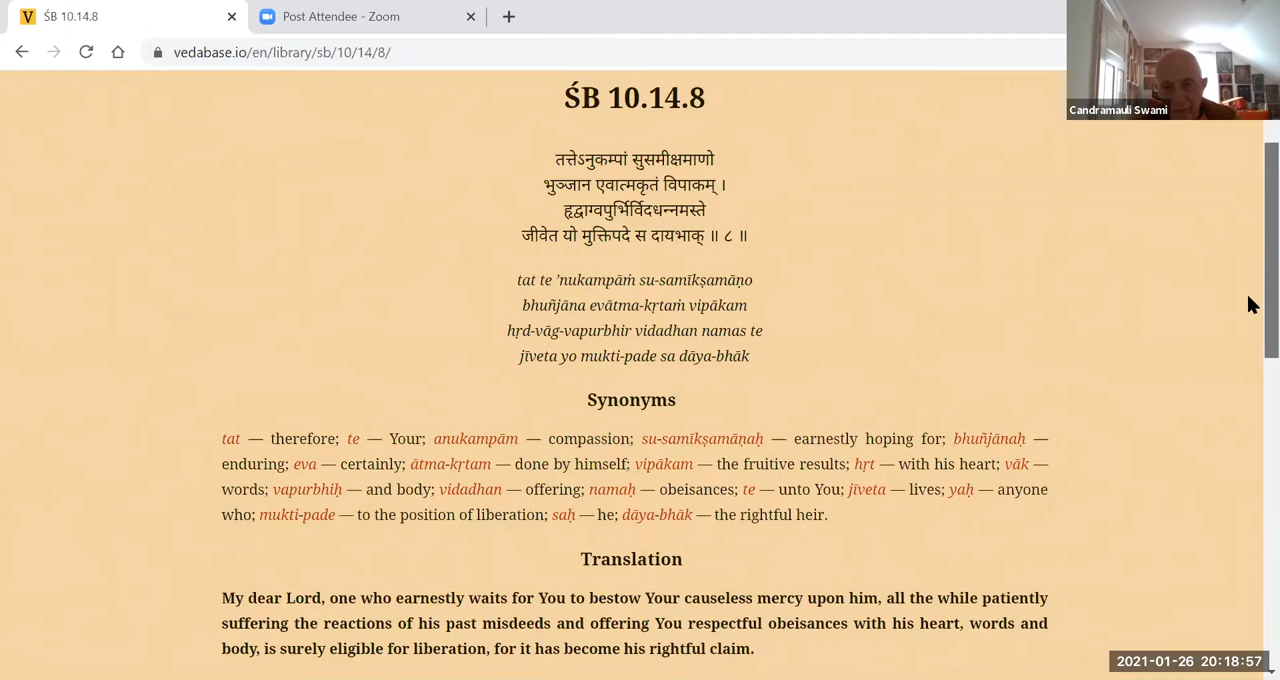 ŚB 10.14.8
Post Attendee - Zoom
vedabase.io/en/library/sb/10/14/8/
Candramauli Swami
ŚB 10.14.8
तत्तेऽनुकम्पां सुसमीक्षमाणो
भुञ्जान एवात्मकृतं विपाकम् ।
हृद्वाग्वपुर्भिर्विदधन्नमस्ते
जीवेत यो मुक्तिपदे स दायभाक् ॥ ८ ॥
tat te ’nukampāṁ su-samīkṣamāṇo
bhuñjāna evātma-kṛtaṁ vipākam
hṛd-vāg-vapurbhir vidadhan namas te
jīveta yo mukti-pade sa dāya-bhāk
Synonyms
tat — therefore; te — Your; anukampām — compassion; su-samīkṣamāṇaḥ — earnestly hoping for; bhuñjānaḥ —
enduring; eva — certainly; ātma-kṛtam — done by himself; vipākam — the fruitive results; hṛt — with his heart; vāk —
words; vapurbhiḥ — and body; vidadhan — offering; namaḥ — obeisances; te — unto You; jīveta — lives; yaḥ — anyone
who; mukti-pade — to the position of liberation; saḥ — he; dāya-bhāk — the rightful heir.
Translation
My dear Lord, one who earnestly waits for You to bestow Your causeless mercy upon him, all the while patiently
suffering the reactions of his past misdeeds and offering You respectful obeisances with his heart, words and
body, is surely eligible for liberation, for it has become his rightful claim.
2021-01-26 20:18:57